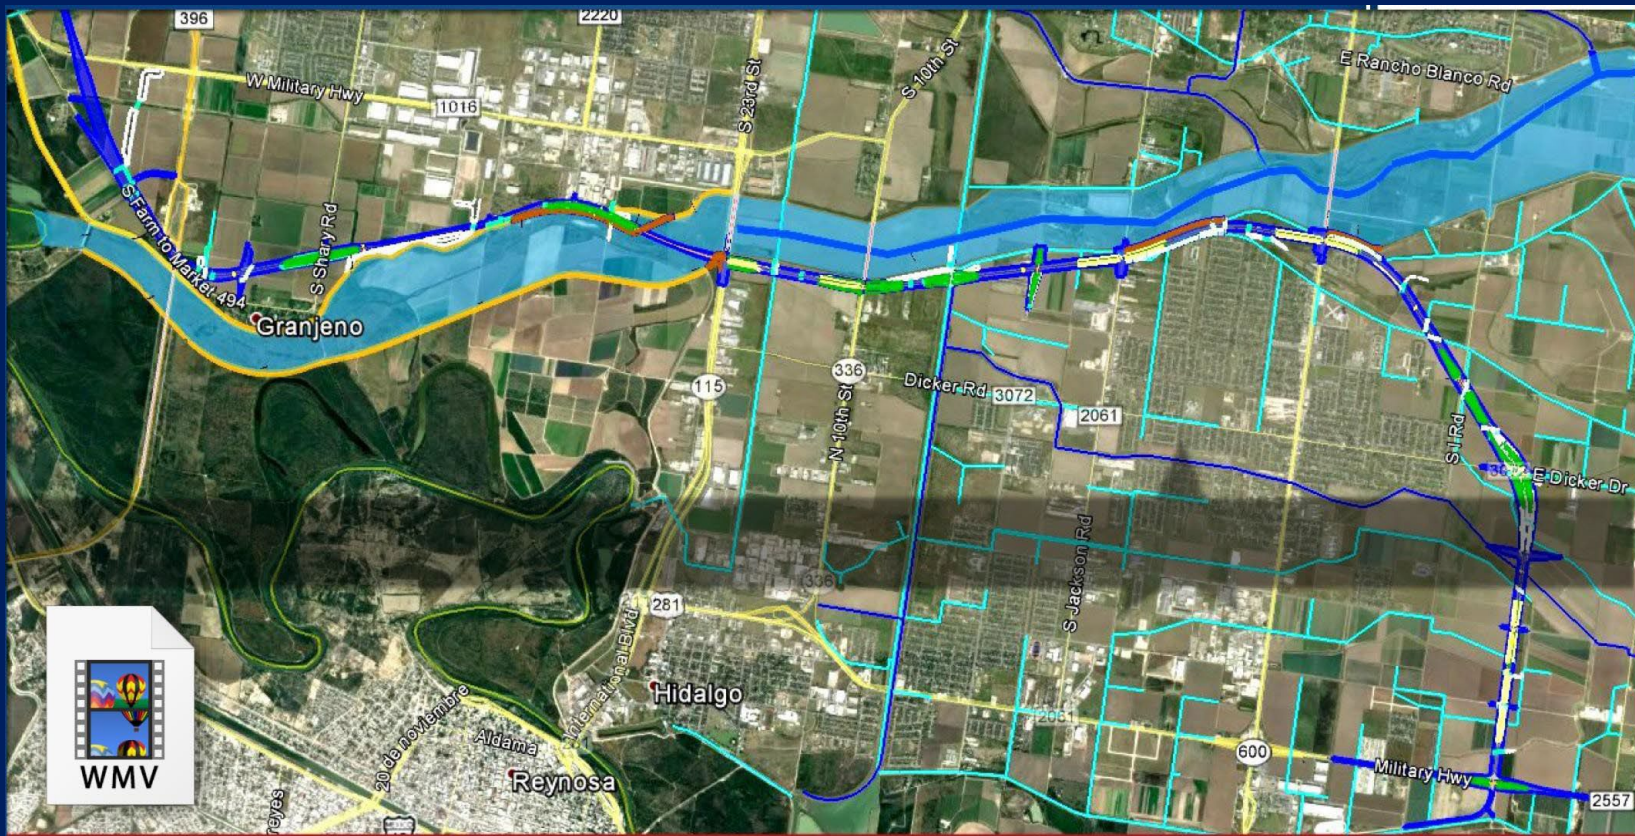 396
2220
S 10th St
E Rancho Blanco Rd
W Military Hwy
1016
S 23rd St
S Farm to Market 494
S Shary Rd
Granjeno
115
336
Dicker Rd
3072
2061
N 10th St
S I Rd
E Dicker Dr
336
281
S Jackson Rd
International Blvd
Hidalgo
2061
20 de noviembre
Aldama
Reynosa
600
Military Hwy
2557
reyes
WMV